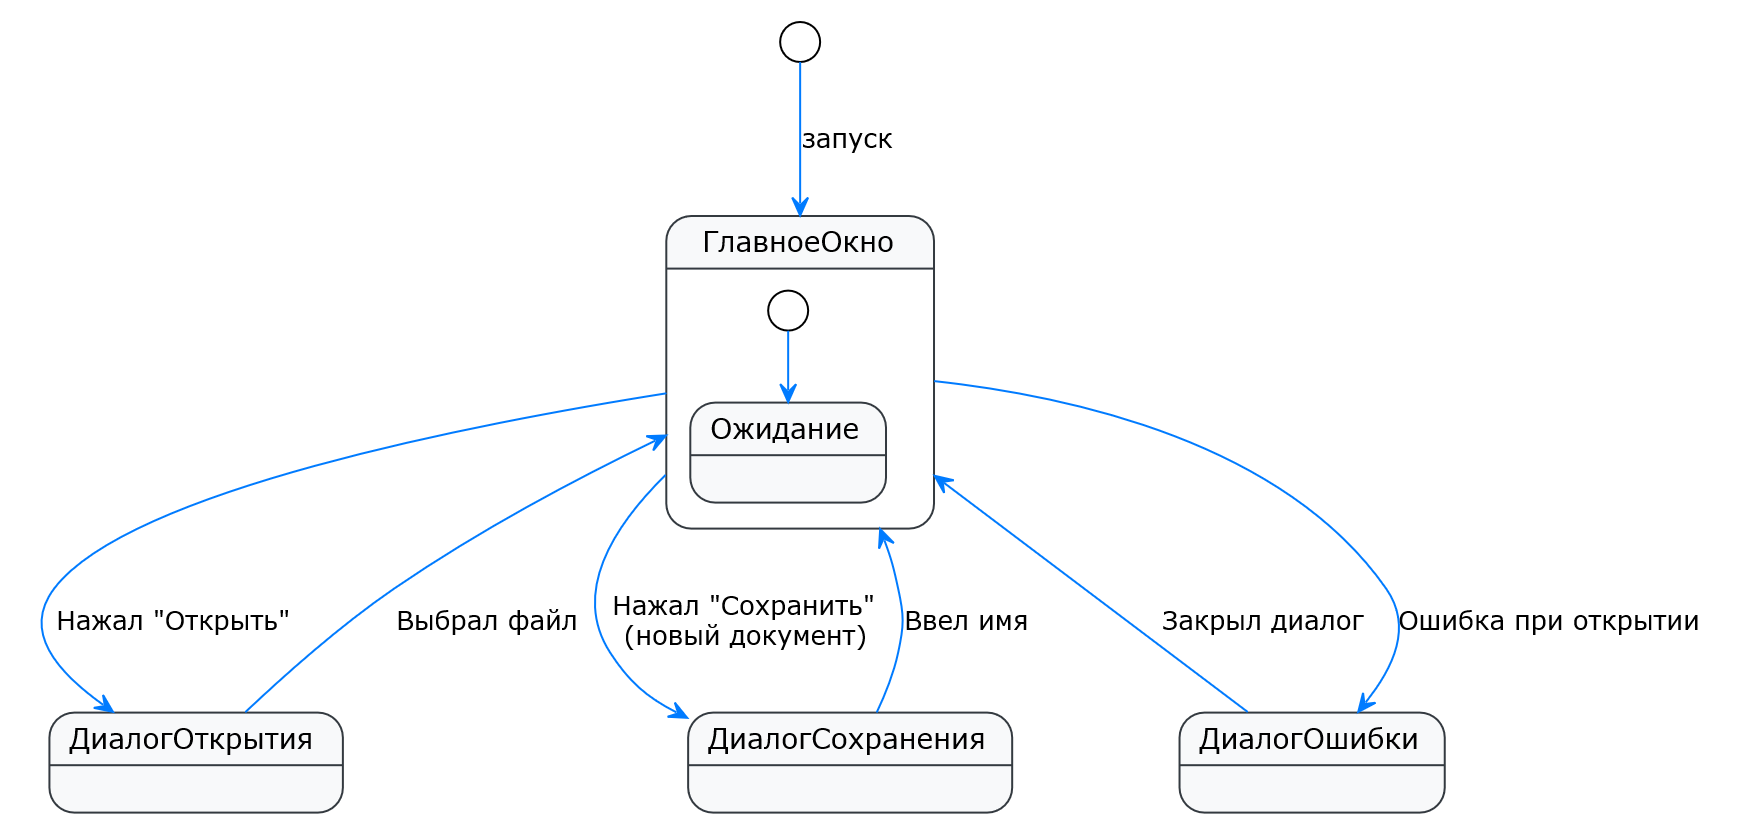 запуск
ГлавноеОкно
Ожидание
Нажал "Открыть"
Выбрал файл
Нажал "Сохранить"
(новый документ)
Ввел имя
Закрыл диалог
Ошибка при открытии
ДиалогОткрытия
ДиалогСохранения
ДиалогОшибки